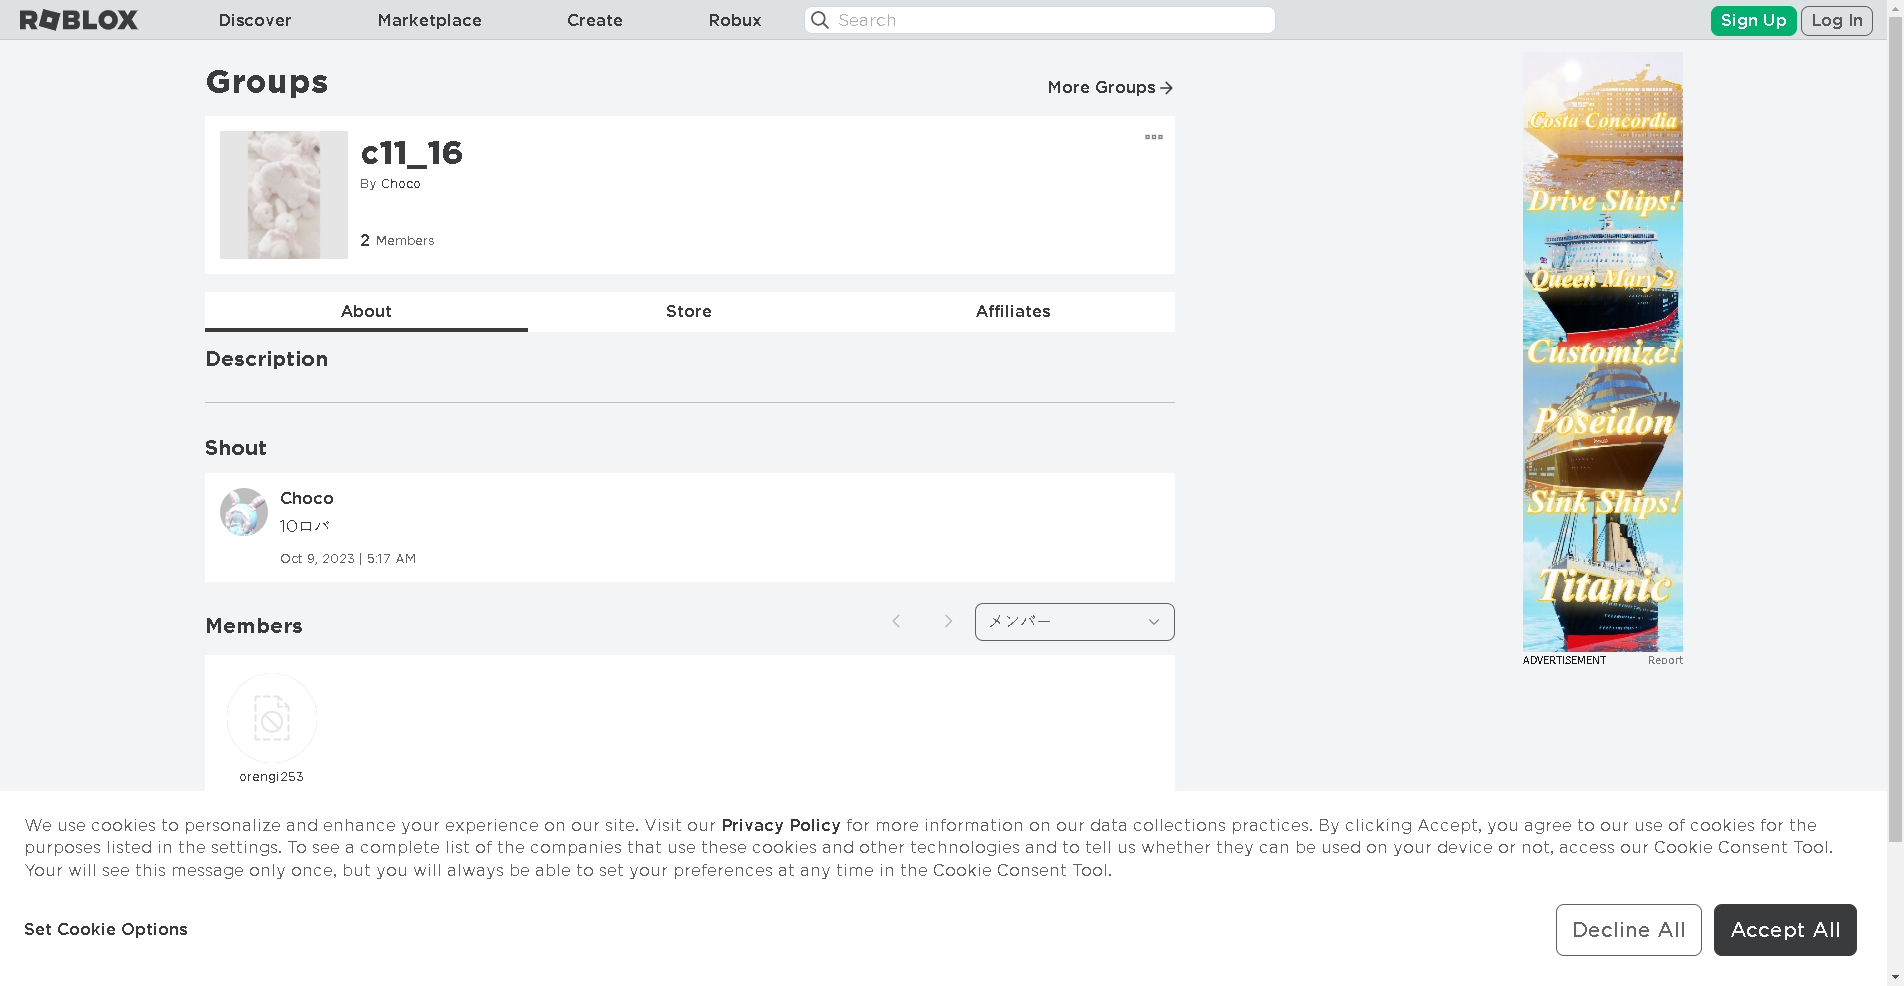 ROBLOX
Discover
Marketplace
Create
Robux
Search
Sign Up
Log In
Groups
More Groups
c11_16
By Choco
2 Members
About
Store
Affiliates
Description
Shout
Choco
10ロバ
Oct 9, 2023 | 5:17 AM
Members
メンバー
orengi253
Costa Concordia
Drive Ships!
Queen Mary 2
Customize!
Poseidon
Sink Ships!
Titanic
ADVERTISEMENT
Report
We use cookies to personalize and enhance your experience on our site. Visit our Privacy Policy for more information on our data collections practices. By clicking Accept, you agree to our use of cookies for the
purposes listed in the settings. To see a complete list of the companies that use these cookies and other technologies and to tell us whether they can be used on your device or not, access our Cookie Consent Tool.
Your will see this message only once, but you will always be able to set your preferences at any time in the Cookie Consent Tool.
Set Cookie Options
Decline All
Accept All